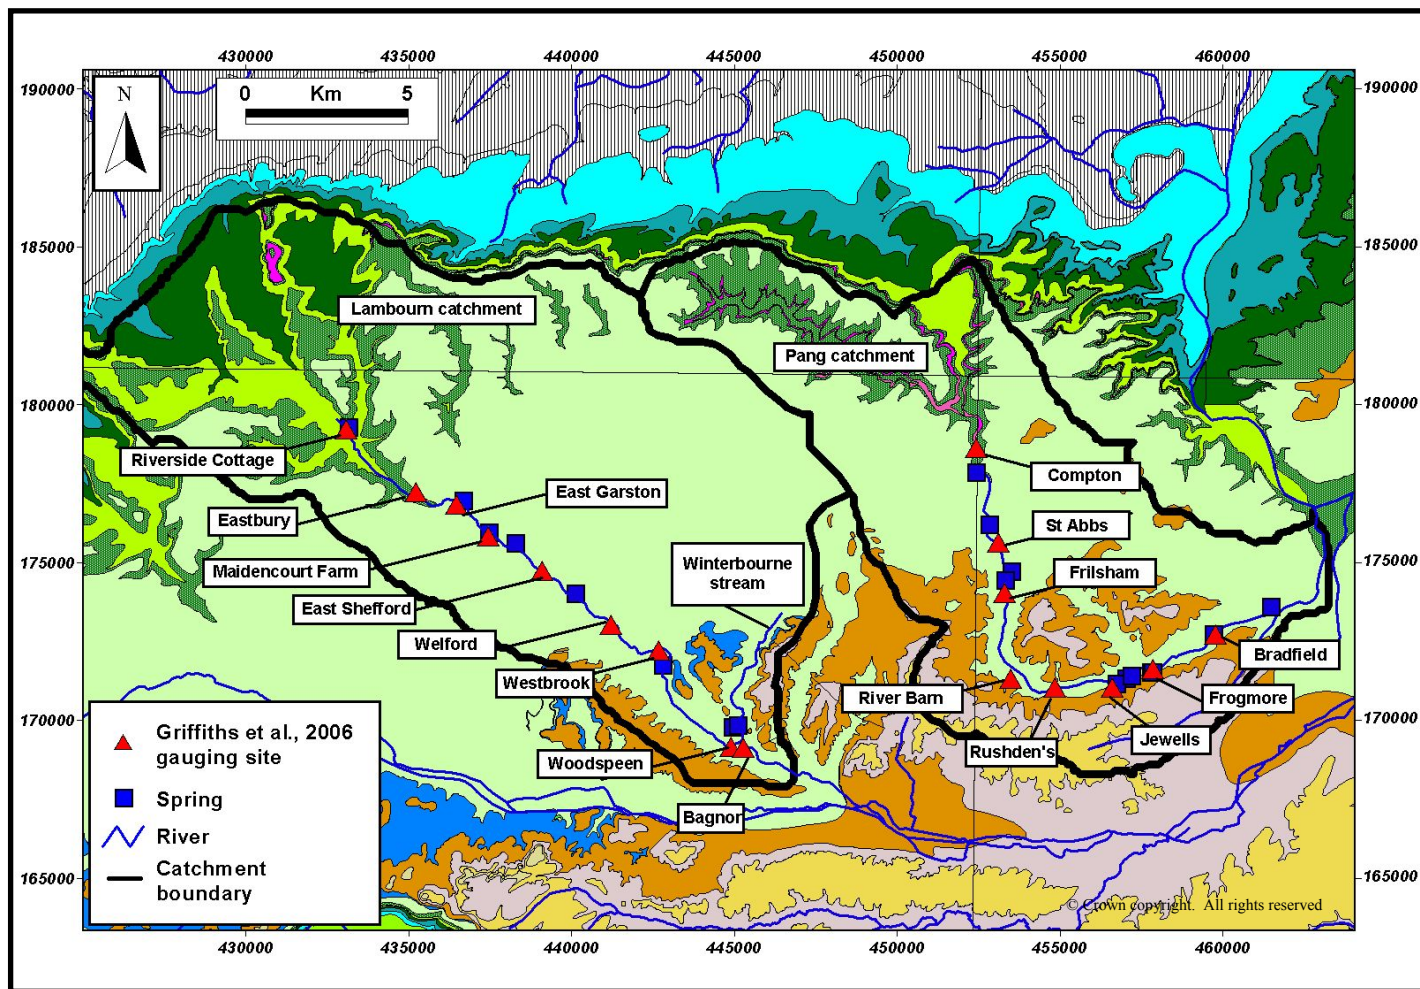 430000 435000 440000 445000 450000 455000 460000
190000 190000
N
0 Km 5
185000 185000
Lambourn catchment
Pang catchment
180000 180000
Riverside Cottage
Compton
East Garston
Eastbury
St Abbs
175000 175000
Maidencourt Farm
Winterbourne
stream
Frilsham
East Shefford
Welford
Bradfield
Westbrook
River Barn
Frogmore
170000 170000
Rushden's
Jewells
Woodspeen
Bagnor
Griffiths et al., 2006
gauging site
Spring
River
Catchment
boundary
165000 165000
© Crown copyright. All rights reserved
430000 435000 440000 445000 450000 455000 460000